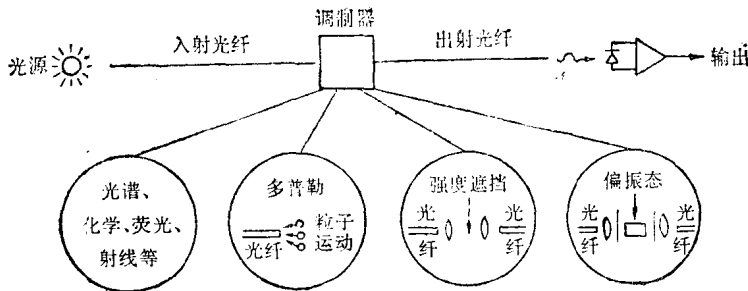 调制器
入射光纤
出射光纤
光源
输出
光谱、
化学、荧光、
射线等
多普勒
粒子
运动
光纤
强度遮挡
光
纤
光
纤
偏振态
光
纤
光
纤